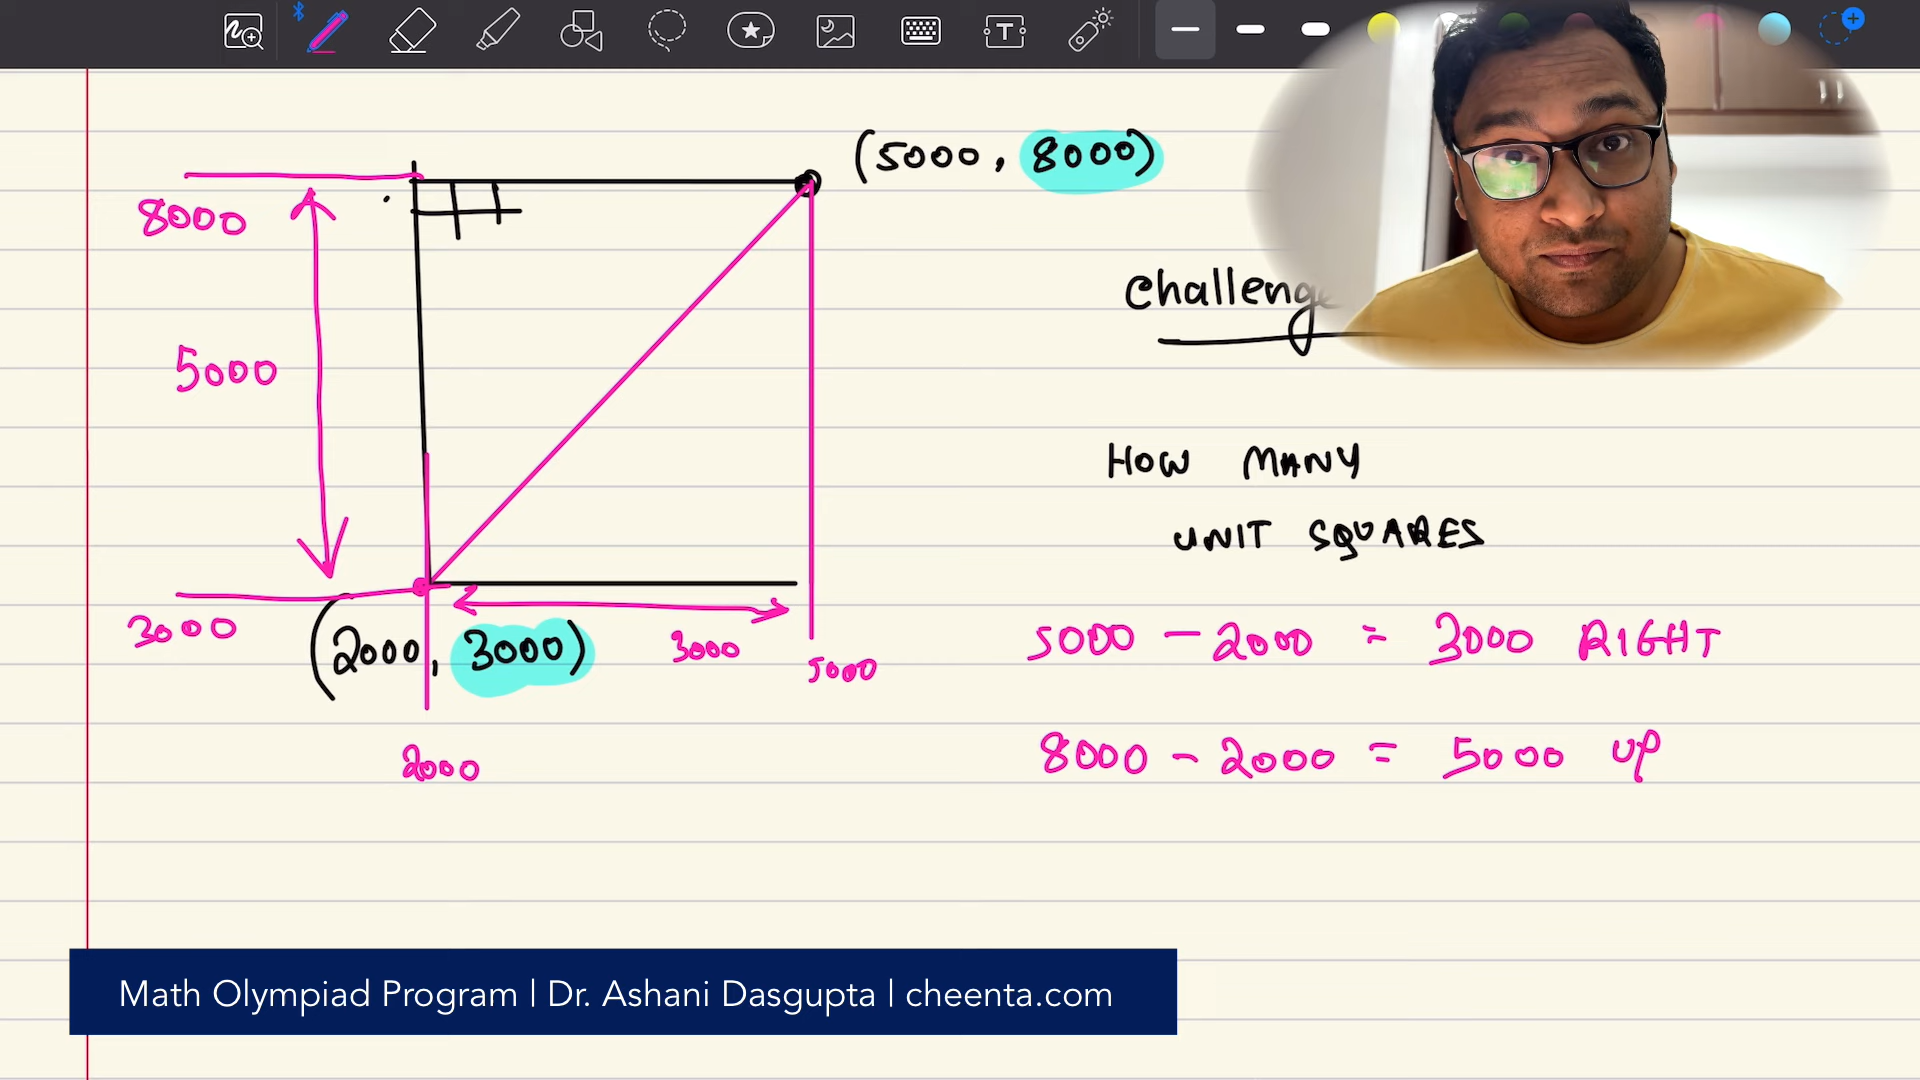 (5000, 8000)
8000
Challenge
5000
HOW MANY
UNIT SQUARES
3000
(2000, 3000)
3000
5000
5000 - 2000 = 3000 RIGHT
2000
8000 - 2000 = 5000 UP
Math Olympiad Program | Dr. Ashani Dasgupta | cheenta.com